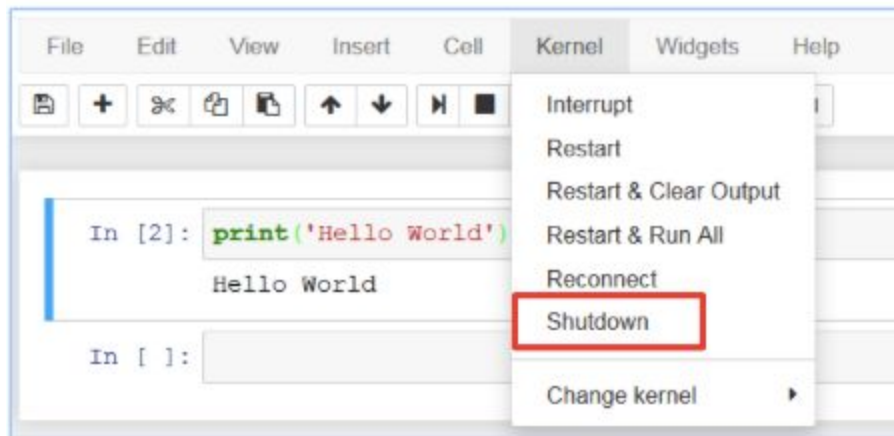 File Edit View Insert Cell Kernel Widgets Help
Interrupt
Restart
Restart & Clear Output
Restart & Run All
Reconnect
Shutdown
Change kernel
In [2]: print('Hello World')
Hello World
In [ ]: